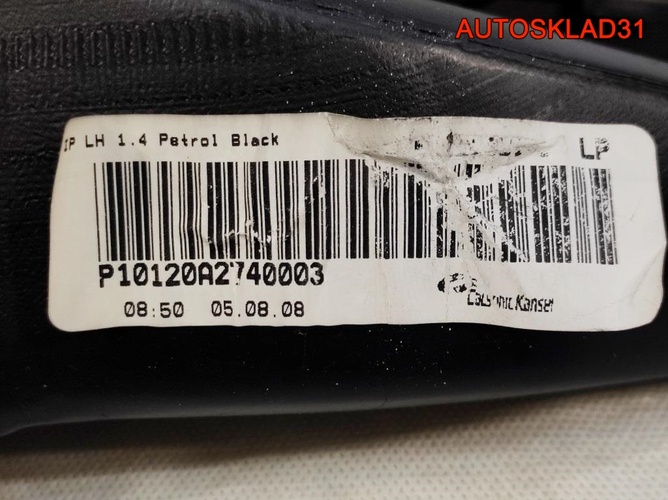 AUTOSKLAD31
IP LH 1.4 Petrol Black
LP
P10120A2740003
Calsonic Kansei
08:50 05.08.08